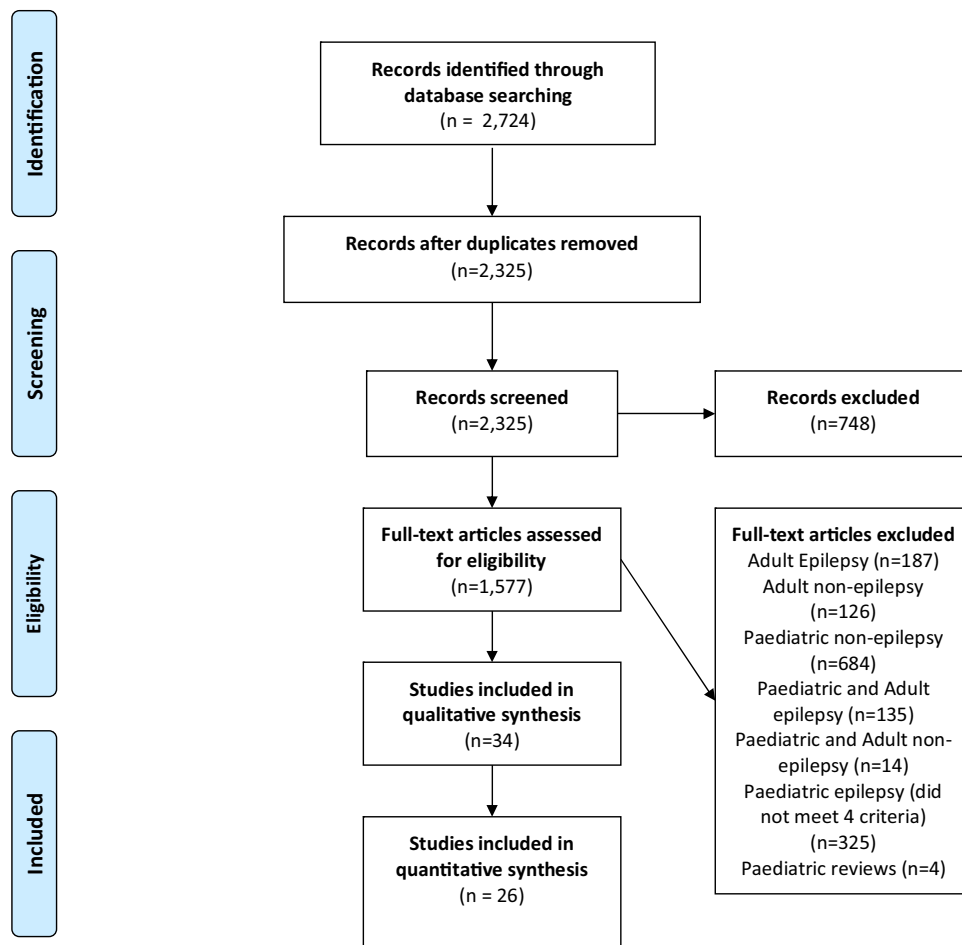 Identification
Records identified through
database searching
(n = 2,724)
Records after duplicates removed
(n=2,325)
Screening
Records screened
(n=2,325)
Records excluded
(n=748)
Eligibility
Full-text articles assessed
for eligibility
(n=1,577)
Full-text articles excluded
Adult Epilepsy (n=187)
Adult non-epilepsy
(n=126)
Paediatric non-epilepsy
(n=684)
Paediatric and Adult
epilepsy (n=135)
Paediatric and Adult non-
epilepsy (n=14)
Paediatric epilepsy (did
not meet 4 criteria)
(n=325)
Paediatric reviews (n=4)
Studies included in
qualitative synthesis
(n=34)
Included
Studies included in
quantitative synthesis
(n = 26)